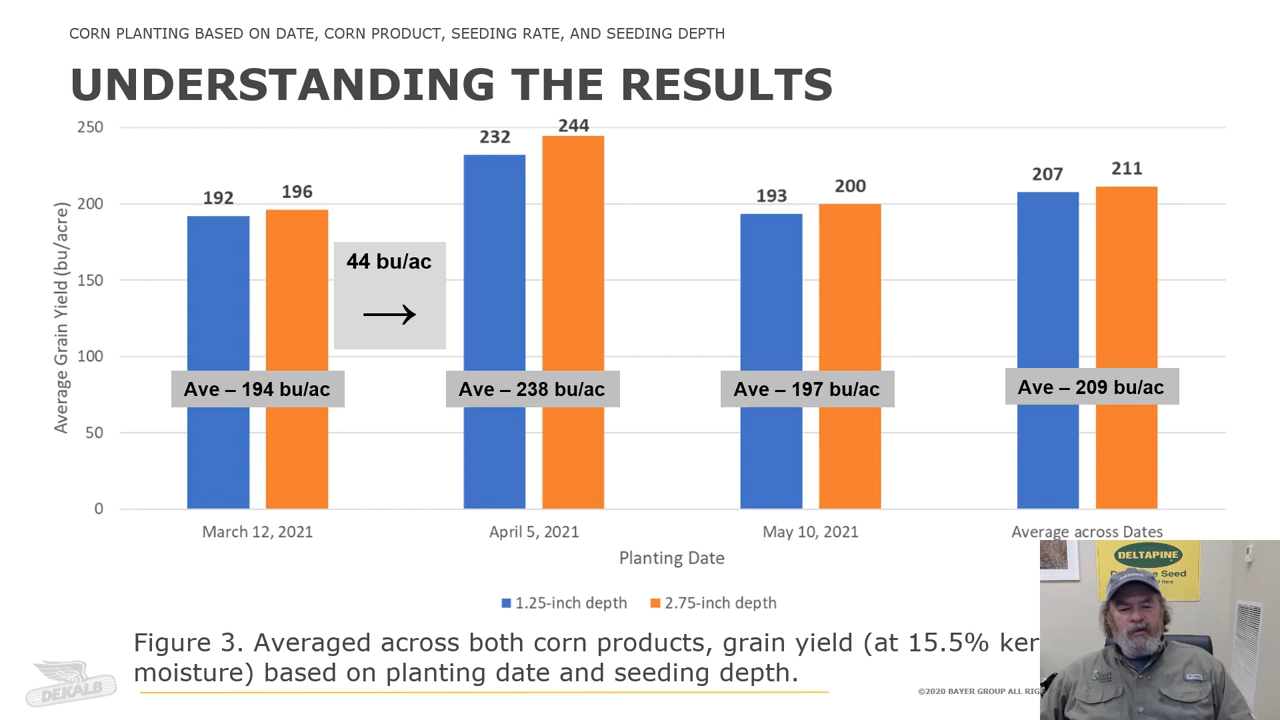 CORN PLANTING BASED ON DATE, CORN PRODUCT, SEEDING RATE, AND SEEDING DEPTH
UNDERSTANDING THE RESULTS
Average Grain Yield (bu/acre)
250
200
150
100
50
0
192
196
232
244
193
200
207
211
44 bu/ac
→
Ave – 194 bu/ac
Ave – 238 bu/ac
Ave – 197 bu/ac
Ave – 209 bu/ac
March 12, 2021
April 5, 2021
May 10, 2021
Average across Dates
Planting Date
1.25-inch depth
2.75-inch depth
Figure 3. Averaged across both corn products, grain yield (at 15.5% ker
moisture) based on planting date and seeding depth.
DEKALB
©2020 BAYER GROUP ALL RIG
DELTAPINE
Seed